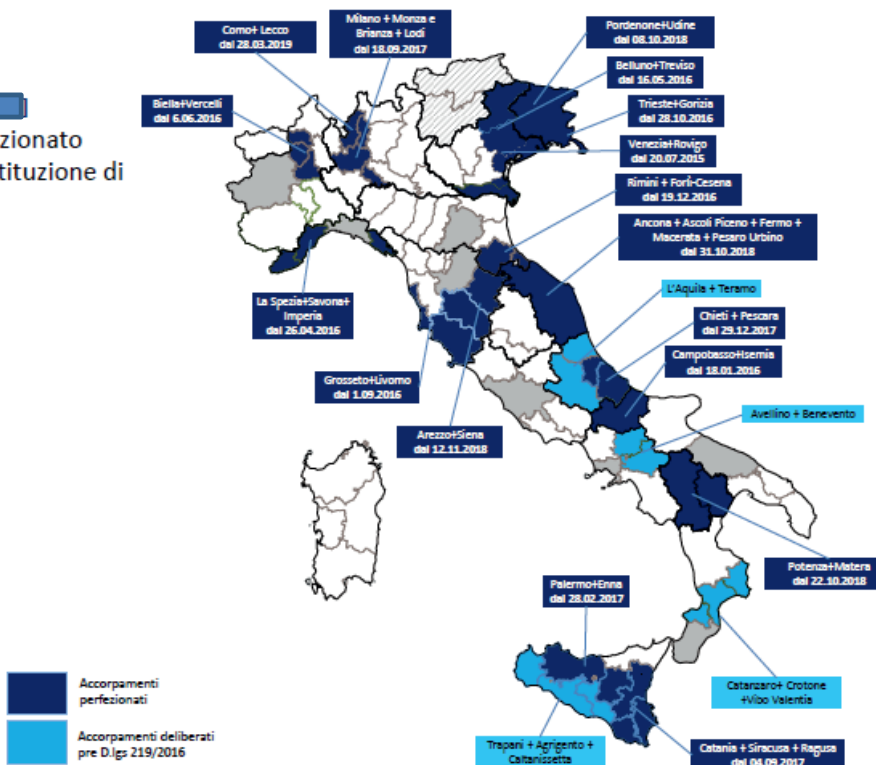 zionato
tituzione di
Como+ Lecco
dal 28.03.2019
Milano + Monza e
Brianza + Lodi
dal 18.09.2017
Pordenone+Udine
dal 08.10.2018
Belluno+Treviso
dal 16.05.2016
Biella+Vercelli
dal 6.06.2016
Trieste+Gorizia
dal 28.10.2016
Venezia+Rovigo
dal 20.07.2015
Rimini + Forlì-Cesena
dal 19.12.2016
Ancona + Ascoli Piceno + Fermo +
Macerata + Pesaro Urbino
dal 31.10.2018
L'Aquila + Teramo
La Spezia+Savona+
Imperia
dal 26.04.2016
Chieti + Pescara
dal 29.12.2017
Campobasso+Isernia
dal 18.01.2016
Grosseto+Livorno
dal 1.09.2016
Avellino + Benevento
Arezzo+Siena
dal 12.11.2018
Potenza+Matera
dal 22.10.2018
Palermo+Enna
dal 28.02.2017
Catanzaro+ Crotone
+Vibo Valentia
Trapani + Agrigento +
Caltanissetta
Catania + Siracusa + Ragusa
dal 04.09.2017
Accorpamenti
perfezionati
Accorpamenti deliberati
pre D.lgs 219/2016